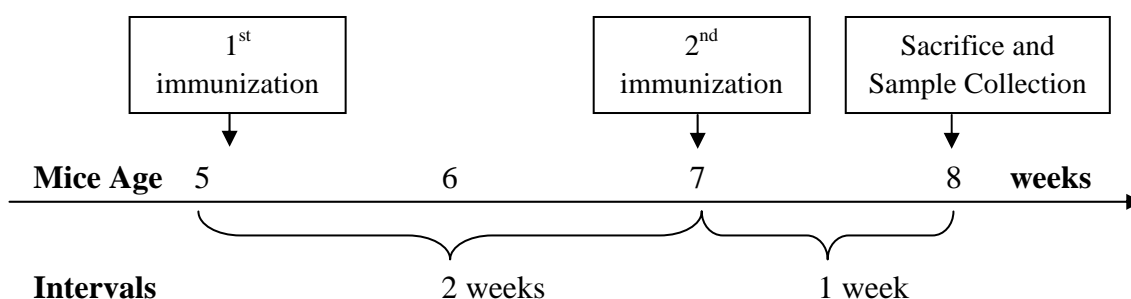 1st
immunization
2nd
immunization
Sacrifice and
Sample Collection
Mice Age 5 6 7 8 weeks
Intervals 2 weeks 1 week